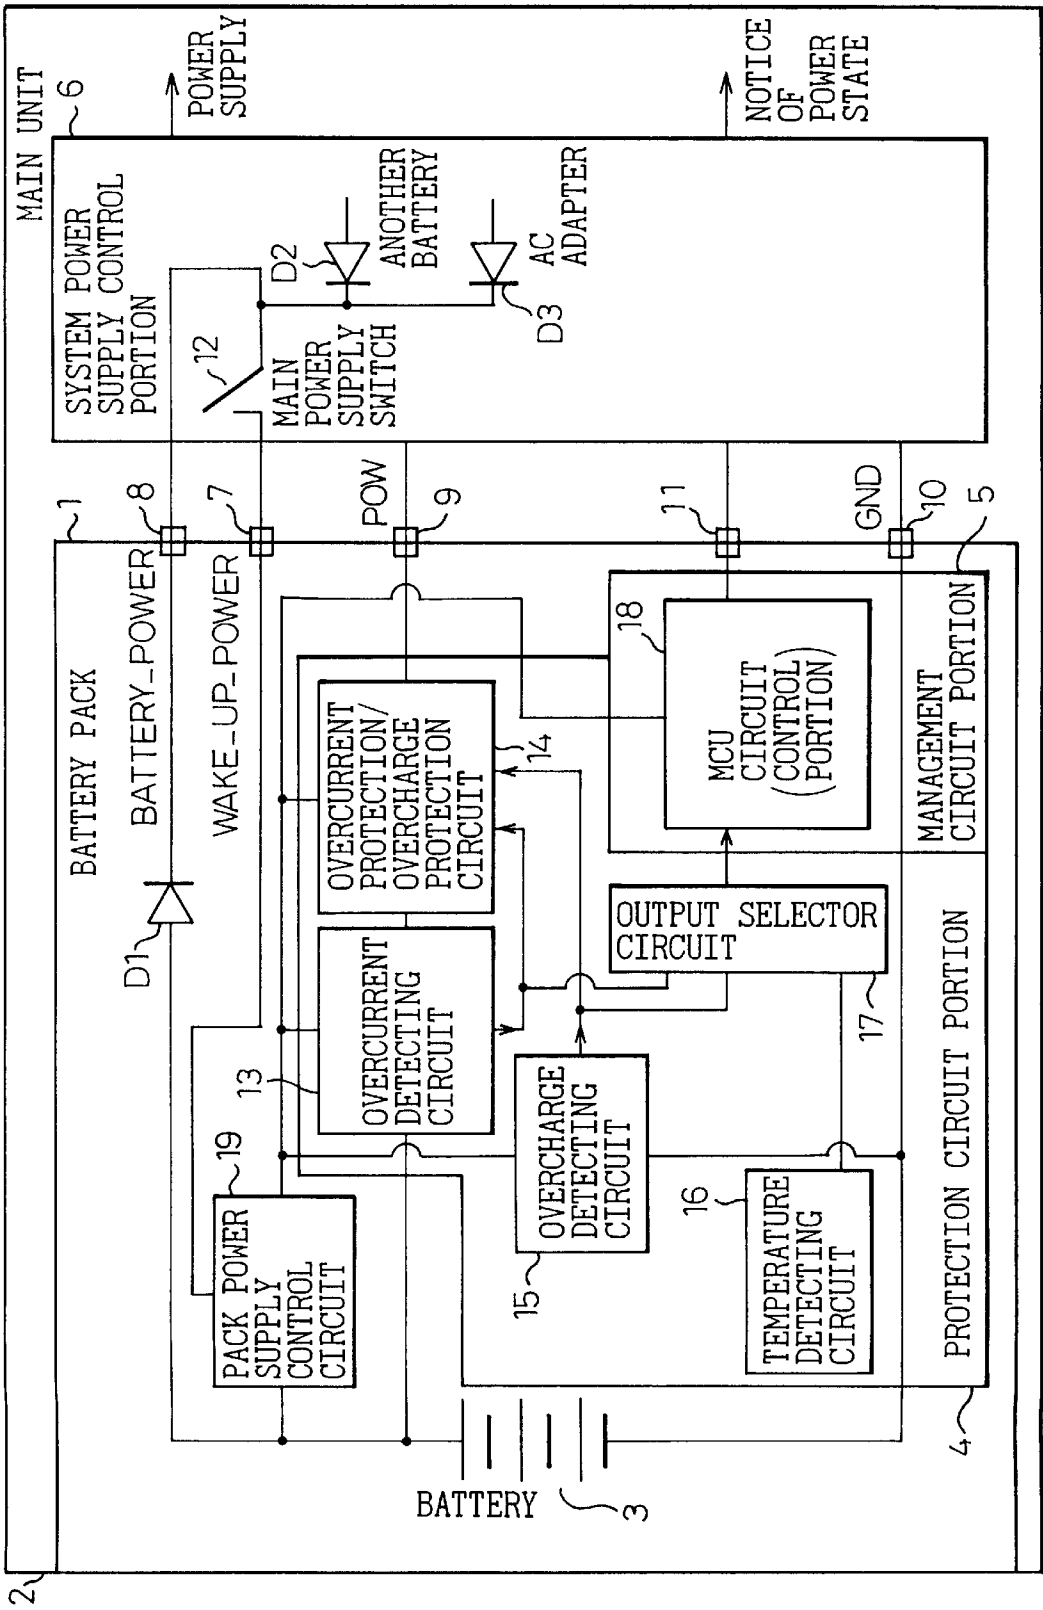 2
MAIN UNIT
6
SYSTEM POWER
SUPPLY CONTROL
PORTION
POWER
SUPPLY
NOTICE
OF
POWER
STATE
12
MAIN
POWER
SUPPLY
SWITCH
D2
ANOTHER
BATTERY
D3
AC
ADAPTER
1
BATTERY PACK
8
BATTERY_POWER
7
WAKE_UP_POWER
POW
9
11
GND
10
5
D1
19
PACK POWER
SUPPLY
CONTROL
CIRCUIT
13
OVERCURRENT
DETECTING
CIRCUIT
OVERCURRENT
PROTECTION/
OVERCHARGE
PROTECTION
CIRCUIT
14
15
OVERCHARGE
DETECTING
CIRCUIT
16
TEMPERATURE
DETECTING
CIRCUIT
OUTPUT SELECTOR
CIRCUIT
17
18
MCU
CIRCUIT
(CONTROL
PORTION)
MANAGEMENT
CIRCUIT PORTION
PROTECTION CIRCUIT PORTION
4
BATTERY
3